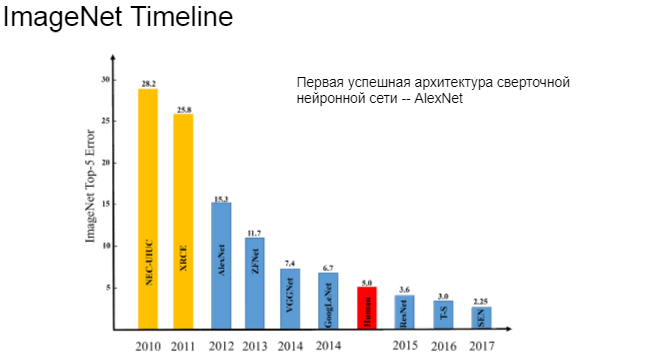 ImageNet Timeline
Первая успешная архитектура сверточной
нейронной сети -- AlexNet
ImageNet Top-5 Error
30
25
20
15
10
5
28.2
25.8
15.3
11.7
7.4
6.7
5.0
3.6
3.0
2.25
NEC-UIUC
XRCE
AlexNet
ZFNet
VGGNet
GoogLeNet
Human
ResNet
T-S
SEN
2010 2011 2012 2013 2014 2014 2015 2016 2017